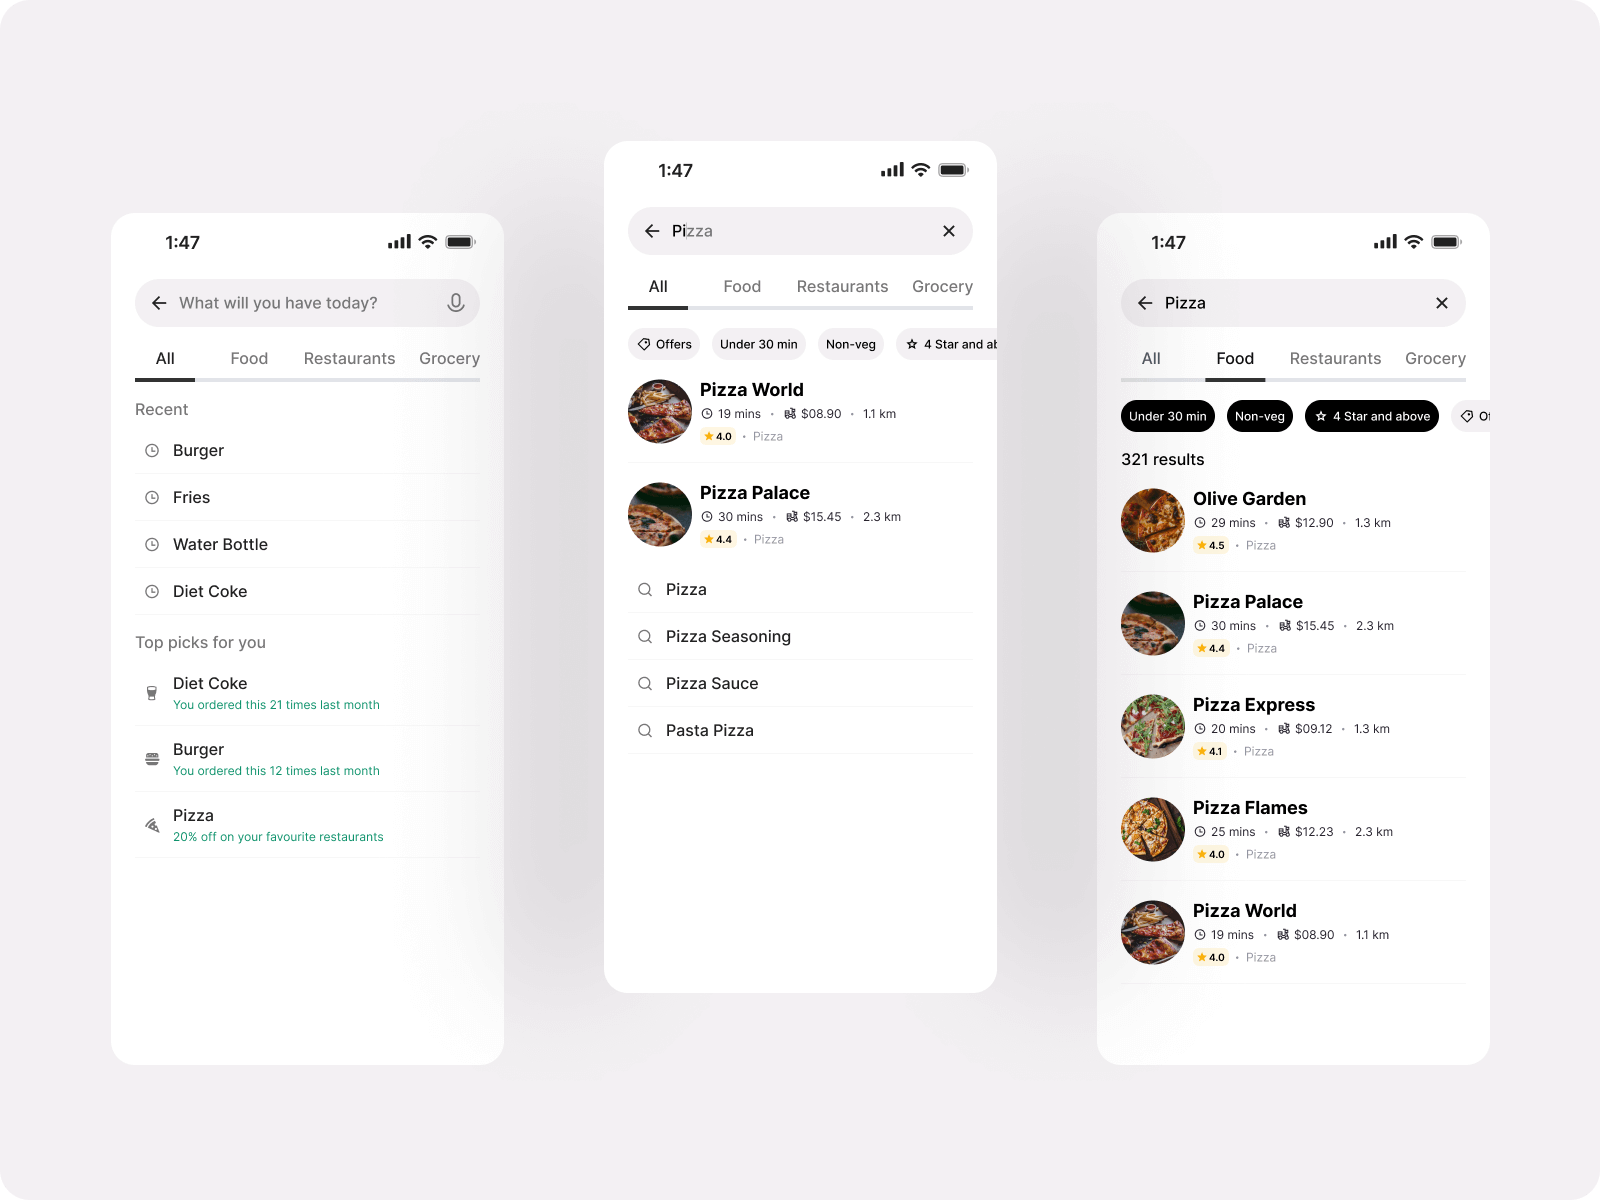 1:47
What will you have today?
All Food Restaurants Grocery
Recent
Burger
Fries
Water Bottle
Diet Coke
Top picks for you
Diet Coke
You ordered this 21 times last month
Burger
You ordered this 12 times last month
Pizza
20% off on your favourite restaurants
1:47
Pizza
All Food Restaurants Grocery
Offers Under 30 min Non-veg 4 Star and ab
Pizza World
19 mins • $08.90 • 1.1 km
4.0 • Pizza
Pizza Palace
30 mins • $15.45 • 2.3 km
4.4 • Pizza
Pizza
Pizza Seasoning
Pizza Sauce
Pasta Pizza
1:47
Pizza
All Food Restaurants Grocery
Under 30 min Non-veg 4 Star and above Of
321 results
Olive Garden
29 mins • $12.90 • 1.3 km
4.5 • Pizza
Pizza Palace
30 mins • $15.45 • 2.3 km
4.4 • Pizza
Pizza Express
20 mins • $09.12 • 1.3 km
4.1 • Pizza
Pizza Flames
25 mins • $12.23 • 2.3 km
4.0 • Pizza
Pizza World
19 mins • $08.90 • 1.1 km
4.0 • Pizza